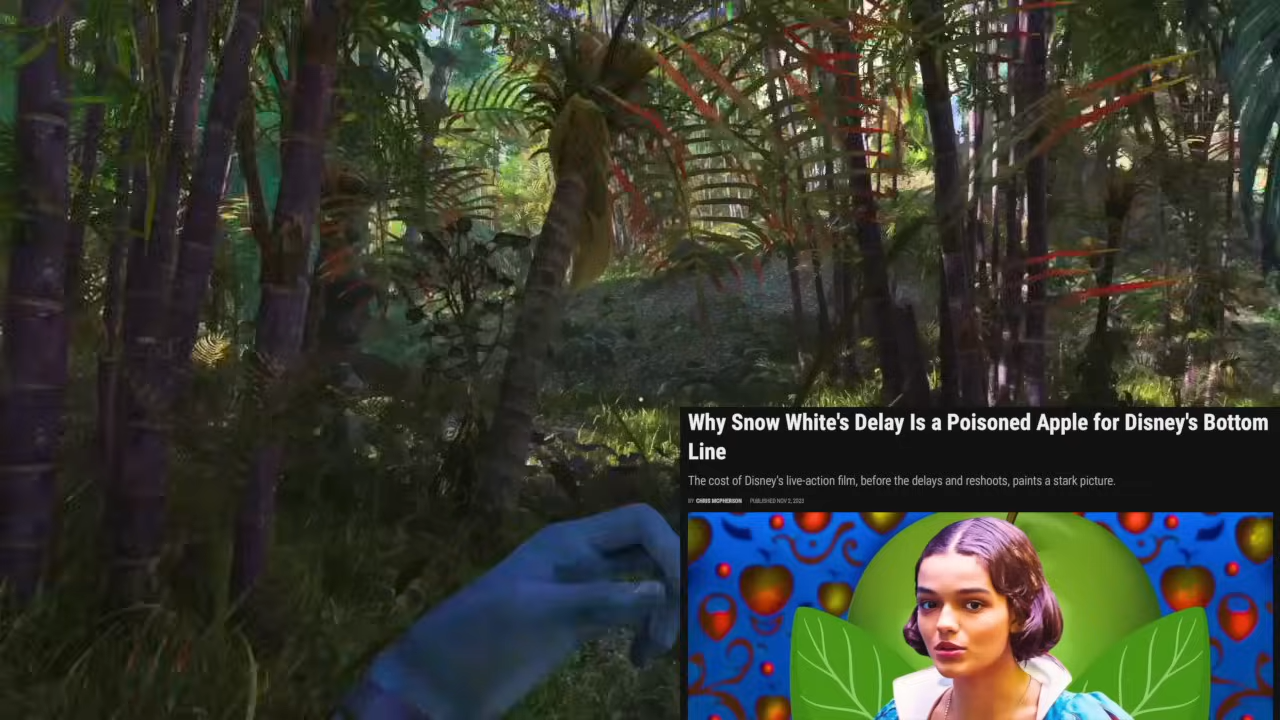 Why Snow White's Delay Is a Poisoned Apple for Disney's Bottom
Line
The cost of Disney's live-action film, before the delays and reshoots, paints a stark picture.
BY CHRIS MCPHERSON PUBLISHED NOV 2, 2023